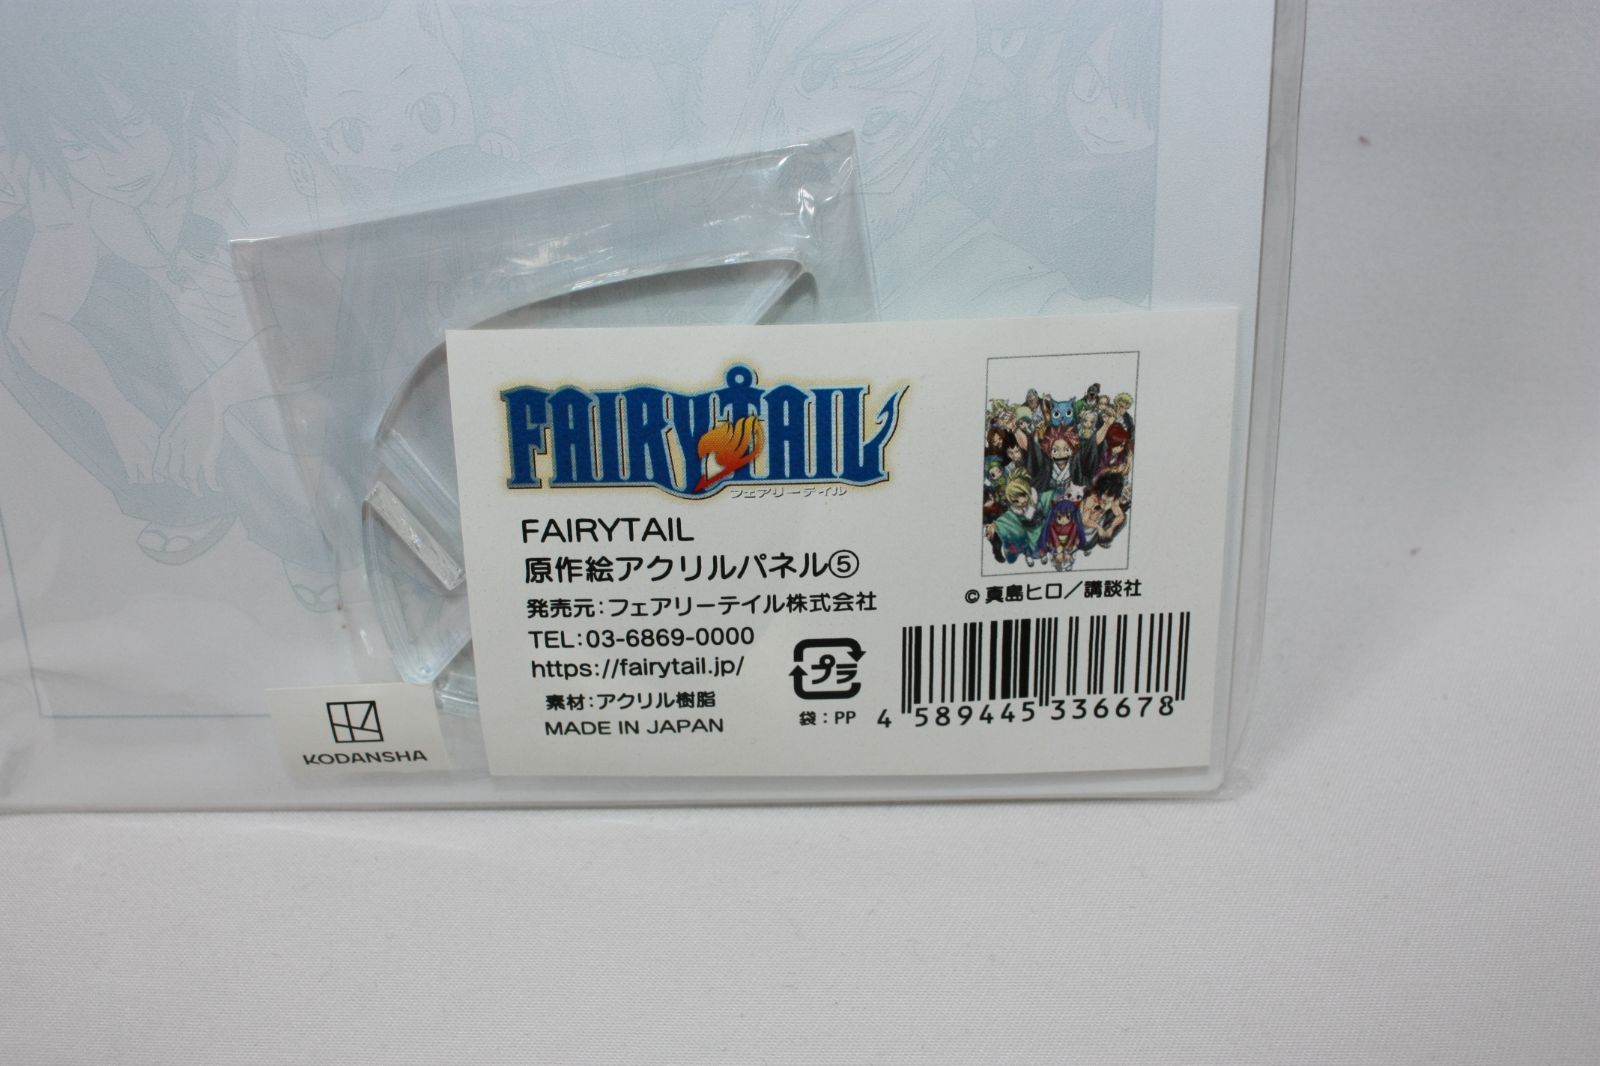 FAIRY TAIL
フェアリーテイル
FAIRYTAIL
原作絵アクリルパネル⑤
発売元：フェアリーテイル株式会社
TEL：03-6869-0000
https://fairytail.jp/
素材：アクリル樹脂
MADE IN JAPAN
© 真島ヒロ／講談社
プラ
袋：PP
4 589445 336678
KODANSHA